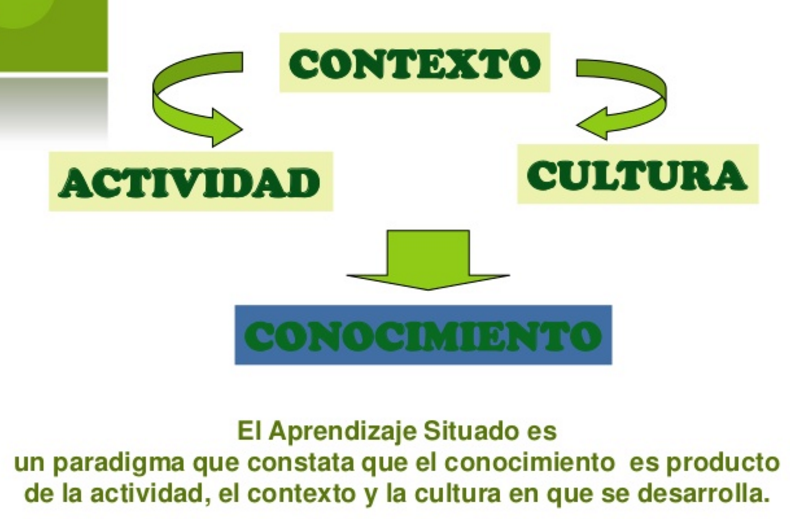 CONTEXTO
ACTIVIDAD
CULTURA
CONOCIMIENTO
El Aprendizaje Situado es
un paradigma que constata que el conocimiento es producto
de la actividad, el contexto y la cultura en que se desarrolla.